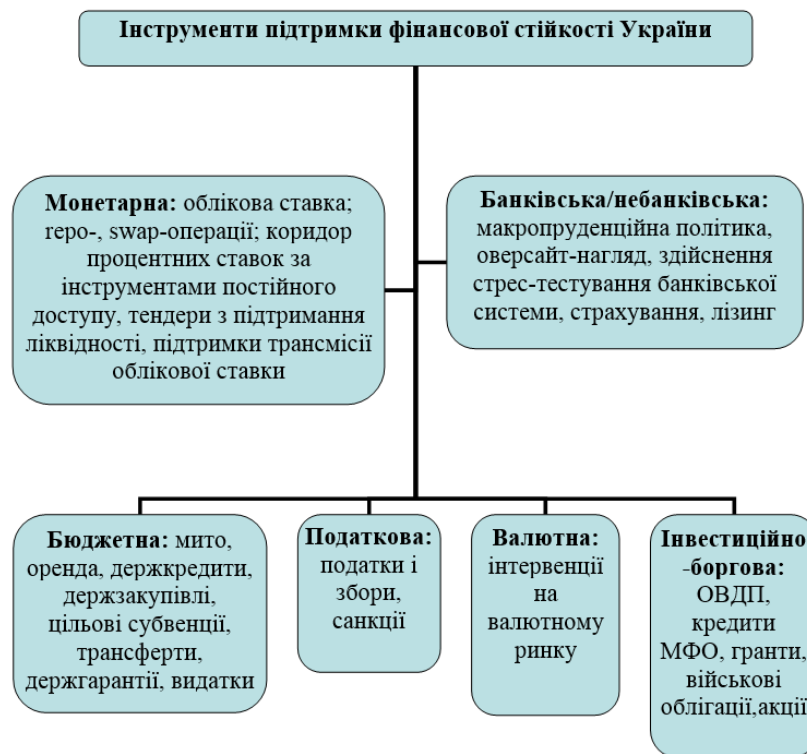 Інструменти підтримки фінансової стійкості України
Монетарна: облікова ставка;
repo-, swap-операції; коридор
процентних ставок за
інструментами постійного
доступу, тендери з підтримання
ліквідності, підтримки трансмісії
облікової ставки
Банківська/небанківська:
макропруденційна політика,
оверсайт-нагляд, здійснення
стрес-тестування банківської
системи, страхування, лізинг
Бюджетна: мито,
оренда, держкредити,
держзакупівлі,
цільові субвенції,
трансферти,
держгарантії, видатки
Податкова:
податки і
збори,
санкції
Валютна:
інтервенції
на
валютному
ринку
Інвестиційно
-боргова:
ОВДП,
кредити
МФО, гранти,
військові
облігації,акції